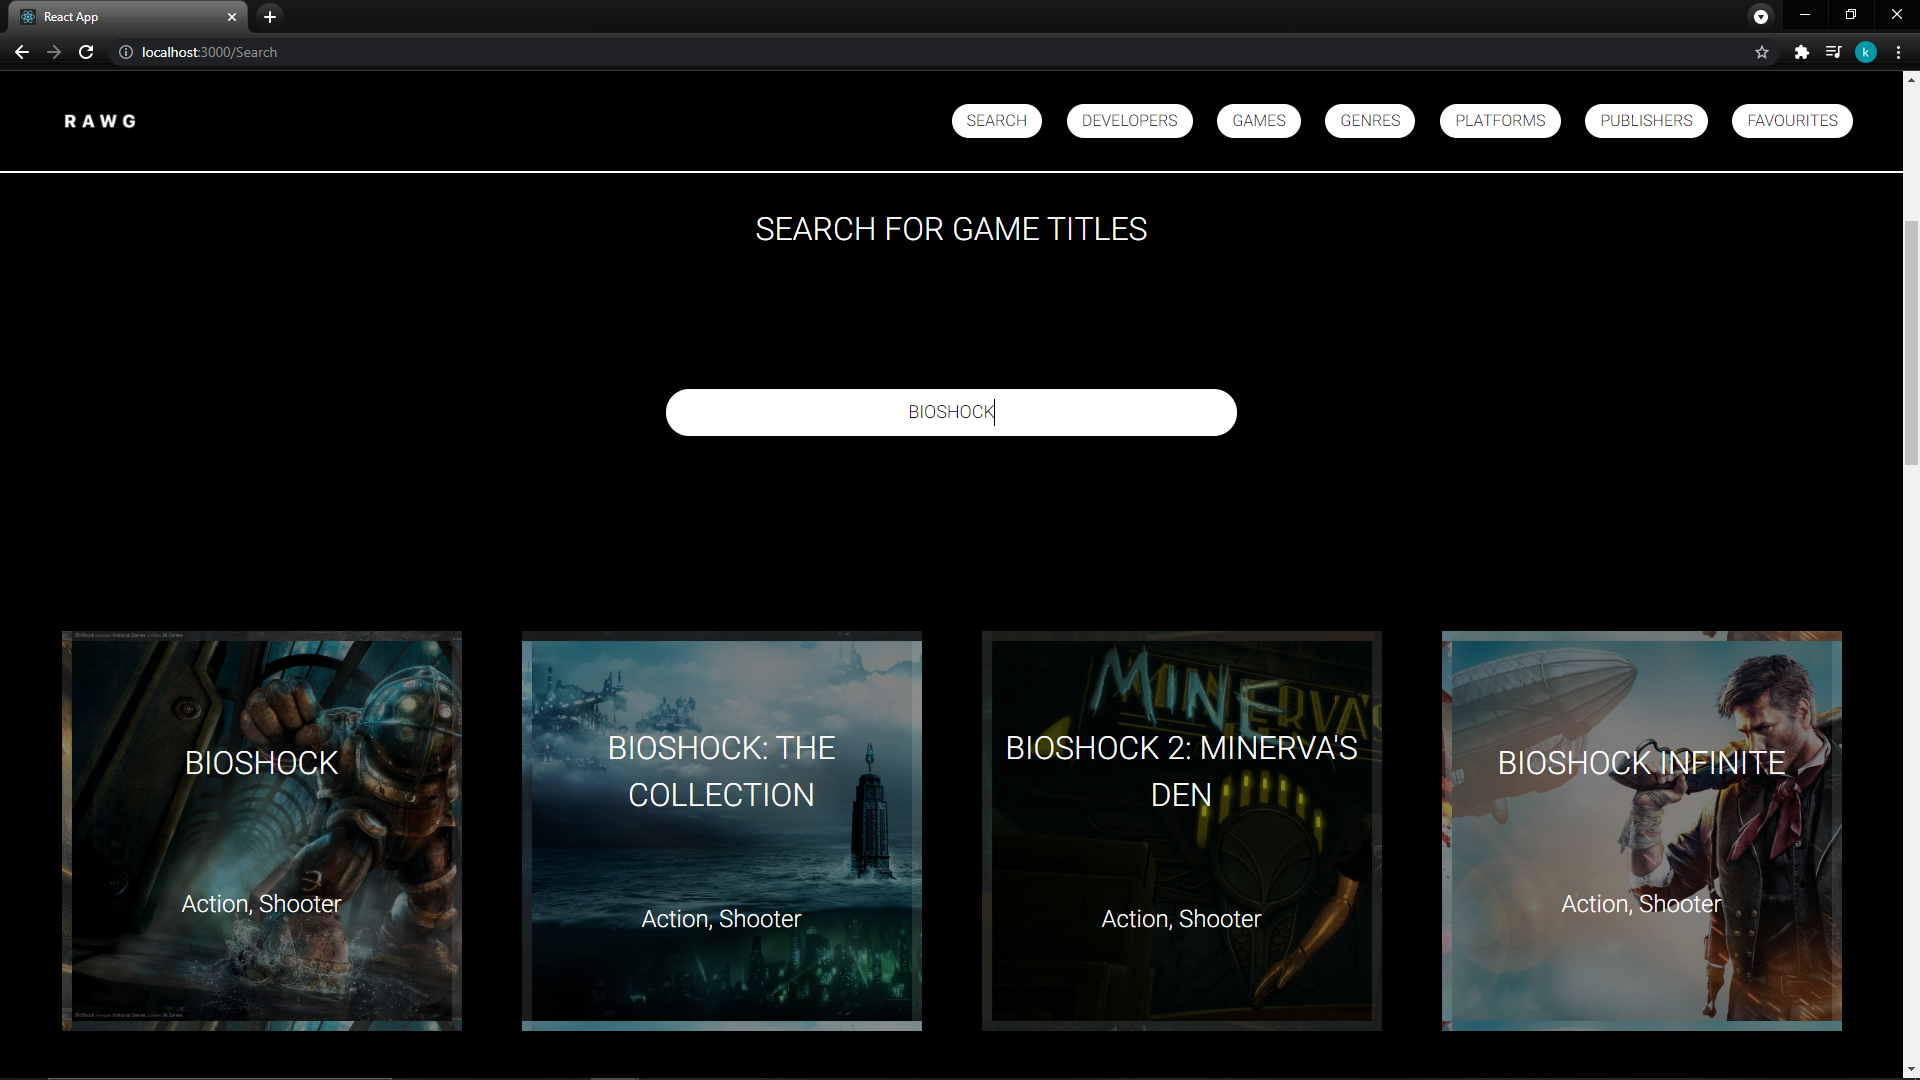 React App
localhost:3000/Search
k
RAWG
SEARCH
DEVELOPERS
GAMES
GENRES
PLATFORMS
PUBLISHERS
FAVOURITES
SEARCH FOR GAME TITLES
BIOSHOCK
BIOSHOCK
Action, Shooter
BIOSHOCK: THE
COLLECTION
Action, Shooter
MINERVA'S
BIOSHOCK 2: MINERVA'S
DEN
Action, Shooter
BIOSHOCK INFINITE
Action, Shooter